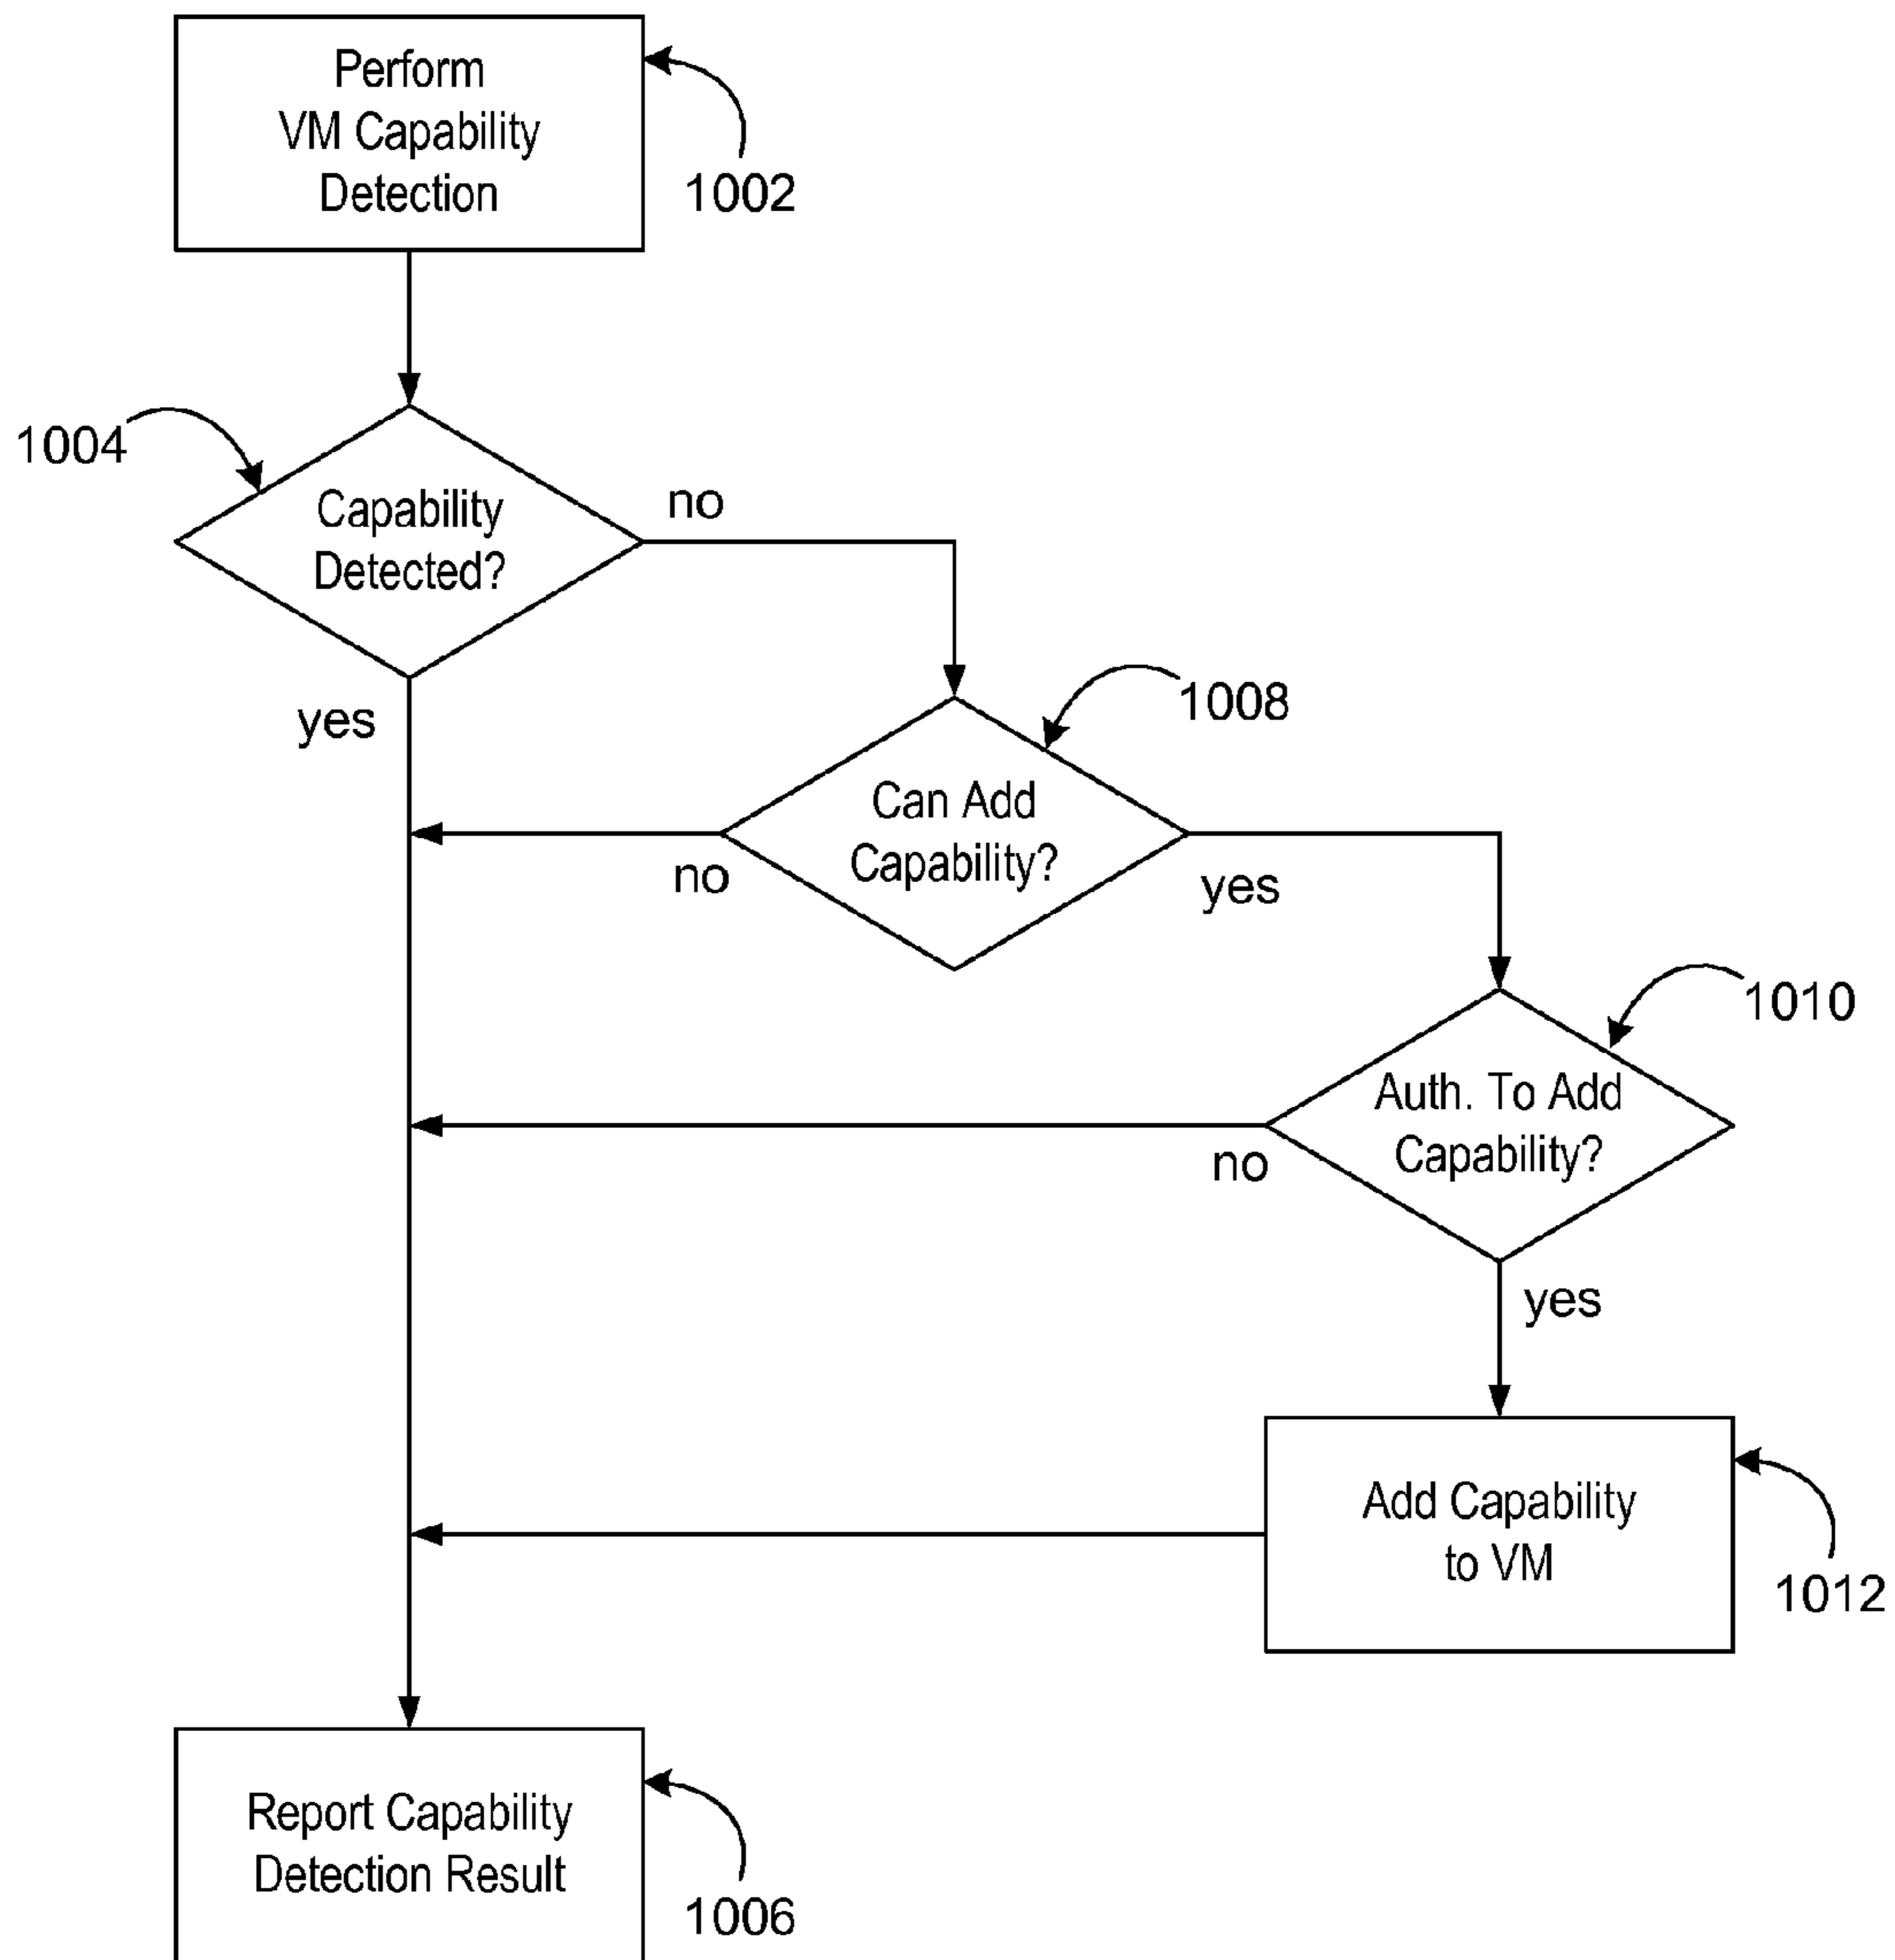 Perform
VM Capability
Detection
1002
1004
Capability
Detected?
no
yes
1008
Can Add
Capability?
no
yes
1010
Auth. To Add
Capability?
no
yes
Add Capability
to VM
1012
Report Capability
Detection Result
1006